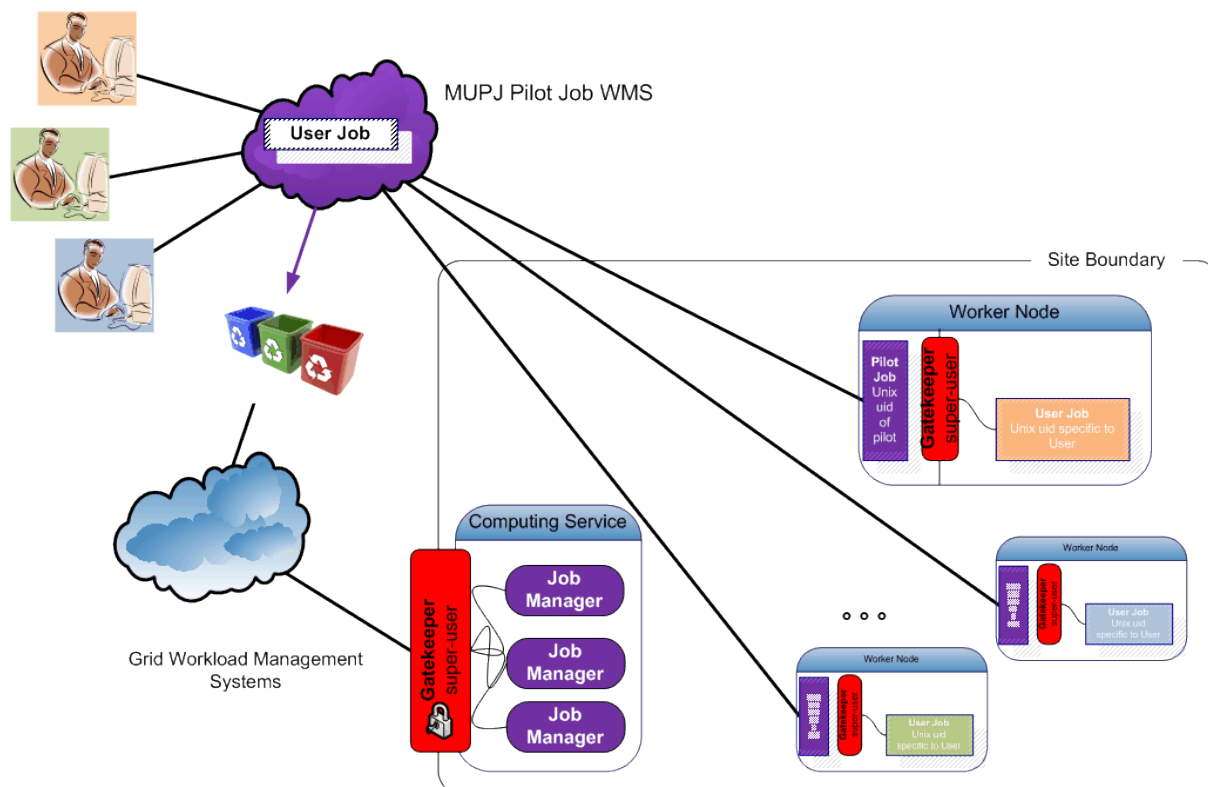 MUPJ Pilot Job WMS
User Job
Site Boundary
Worker Node
Pilot
Job
Unix
uid
of
pilot
Gatekeeper
super-user
User Job
Unix uid specific to
User
Computing Service
Gatekeeper
super-user
Job
Manager
Job
Manager
Job
Manager
Grid Workload Management
Systems
Worker Node
Gatekeeper
super-user
User Job
Unix uid
specific to User
Worker Node
Gatekeeper
super-user
User Job
Unix uid
specific to User